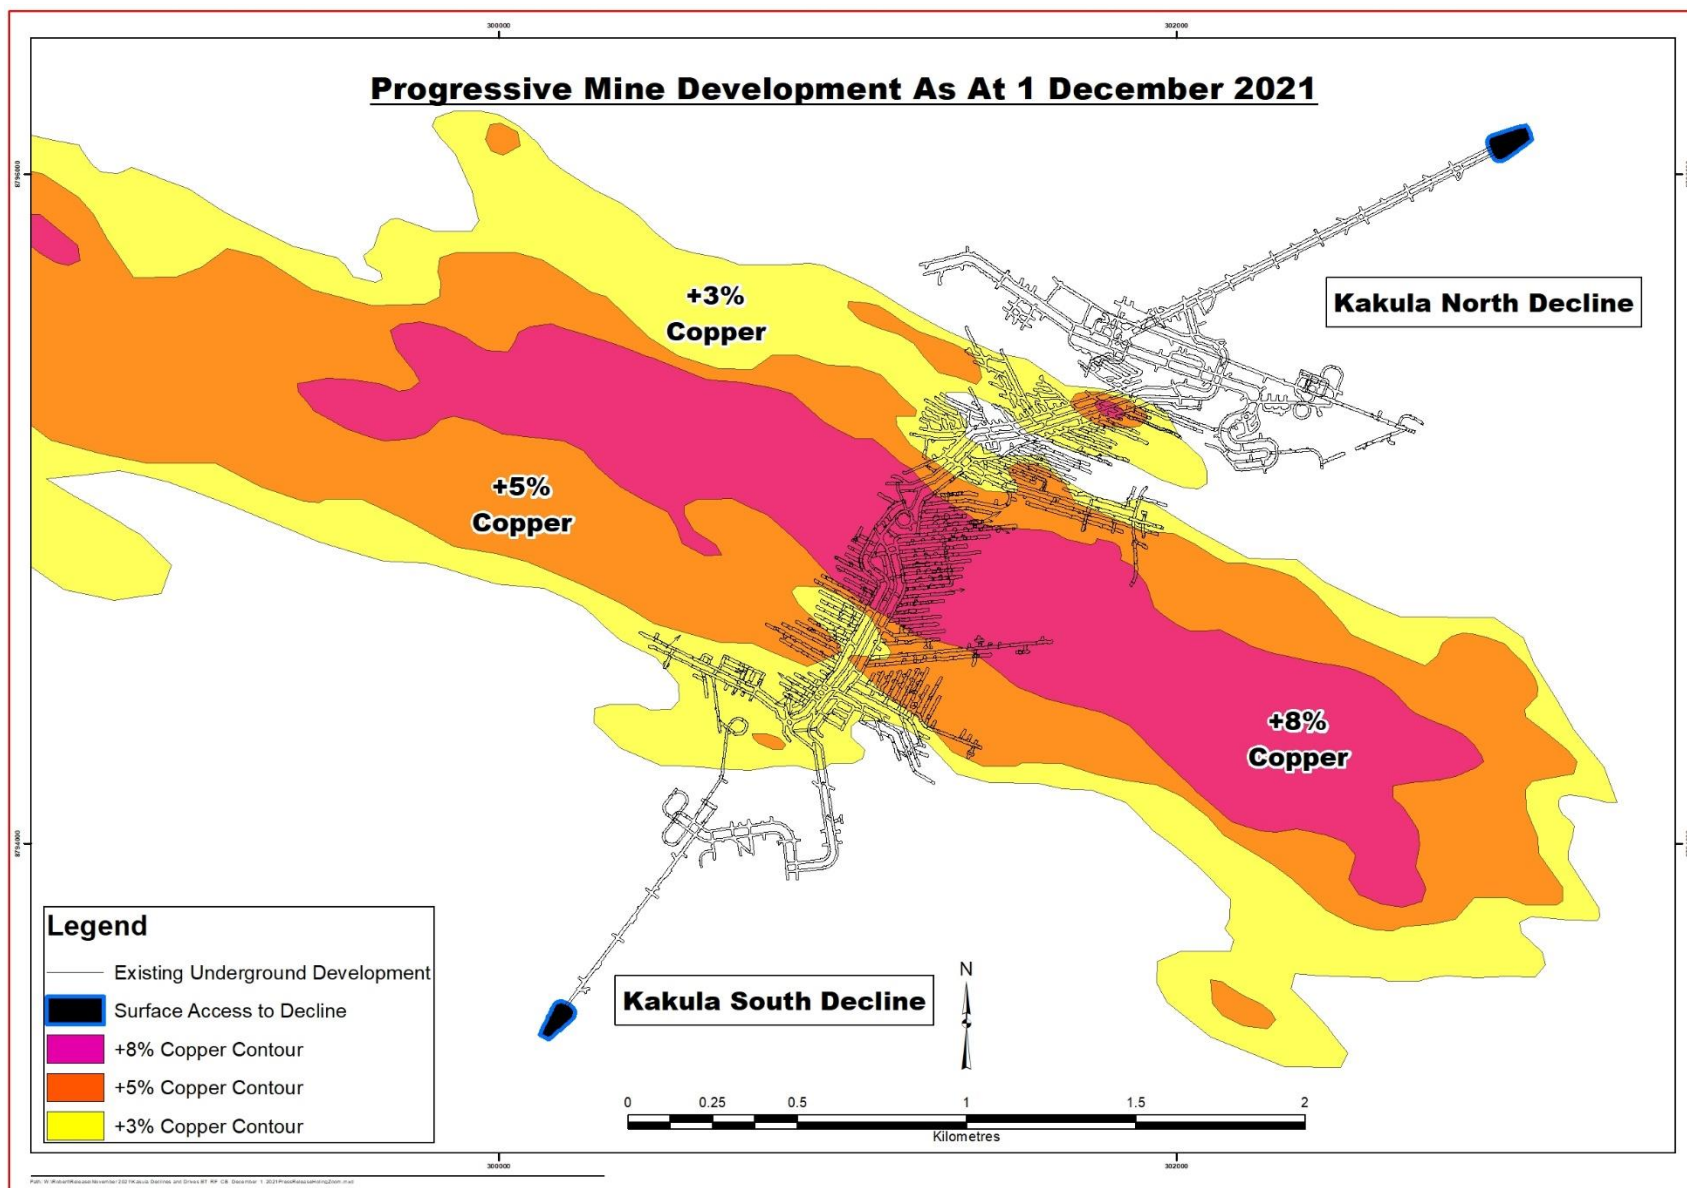 300000
302000
Progressive Mine Development As At 1 December 2021
8796000
+3%
Copper
Kakula North Decline
+5%
Copper
+8%
Copper
8794000
Legend
Existing Underground Development
Surface Access to Decline
+8% Copper Contour
+5% Copper Contour
+3% Copper Contour
Kakula South Decline
N
0 0.25 0.5 1 1.5 2
Kilometres
300000
302000